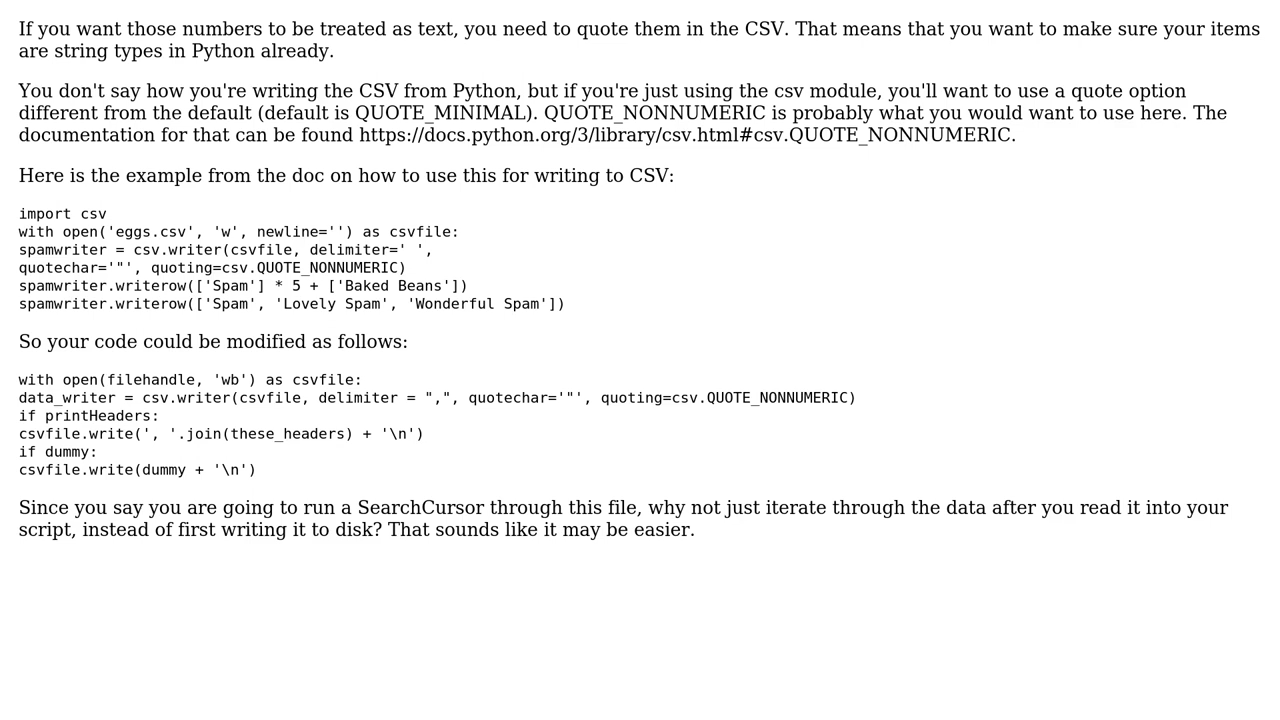 If you want those numbers to be treated as text, you need to quote them in the CSV. That means that you want to make sure your items
are string types in Python already.
You don't say how you're writing the CSV from Python, but if you're just using the csv module, you'll want to use a quote option
different from the default (default is QUOTE_MINIMAL). QUOTE_NONNUMERIC is probably what you would want to use here. The
documentation for that can be found https://docs.python.org/3/library/csv.html#csv.QUOTE_NONNUMERIC.
Here is the example from the doc on how to use this for writing to CSV:
import csv
with open('eggs.csv', 'w', newline='') as csvfile:
spamwriter = csv.writer(csvfile, delimiter=' ',
quotechar='"', quoting=csv.QUOTE_NONNUMERIC)
spamwriter.writerow(['Spam'] * 5 + ['Baked Beans'])
spamwriter.writerow(['Spam', 'Lovely Spam', 'Wonderful Spam'])
So your code could be modified as follows:
with open(filehandle, 'wb') as csvfile:
data_writer = csv.writer(csvfile, delimiter = ",", quotechar='"', quoting=csv.QUOTE_NONNUMERIC)
if printHeaders:
csvfile.write(', '.join(these_headers) + '\n')
if dummy:
csvfile.write(dummy + '\n')
Since you say you are going to run a SearchCursor through this file, why not just iterate through the data after you read it into your
script, instead of first writing it to disk? That sounds like it may be easier.